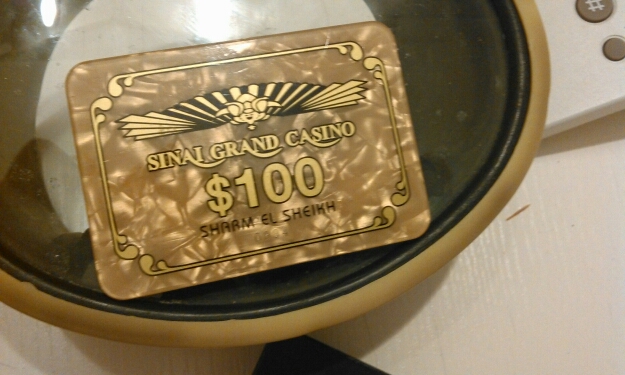 SINAI GRAND CASINO
$100
SHARM EL SHEIKH
#